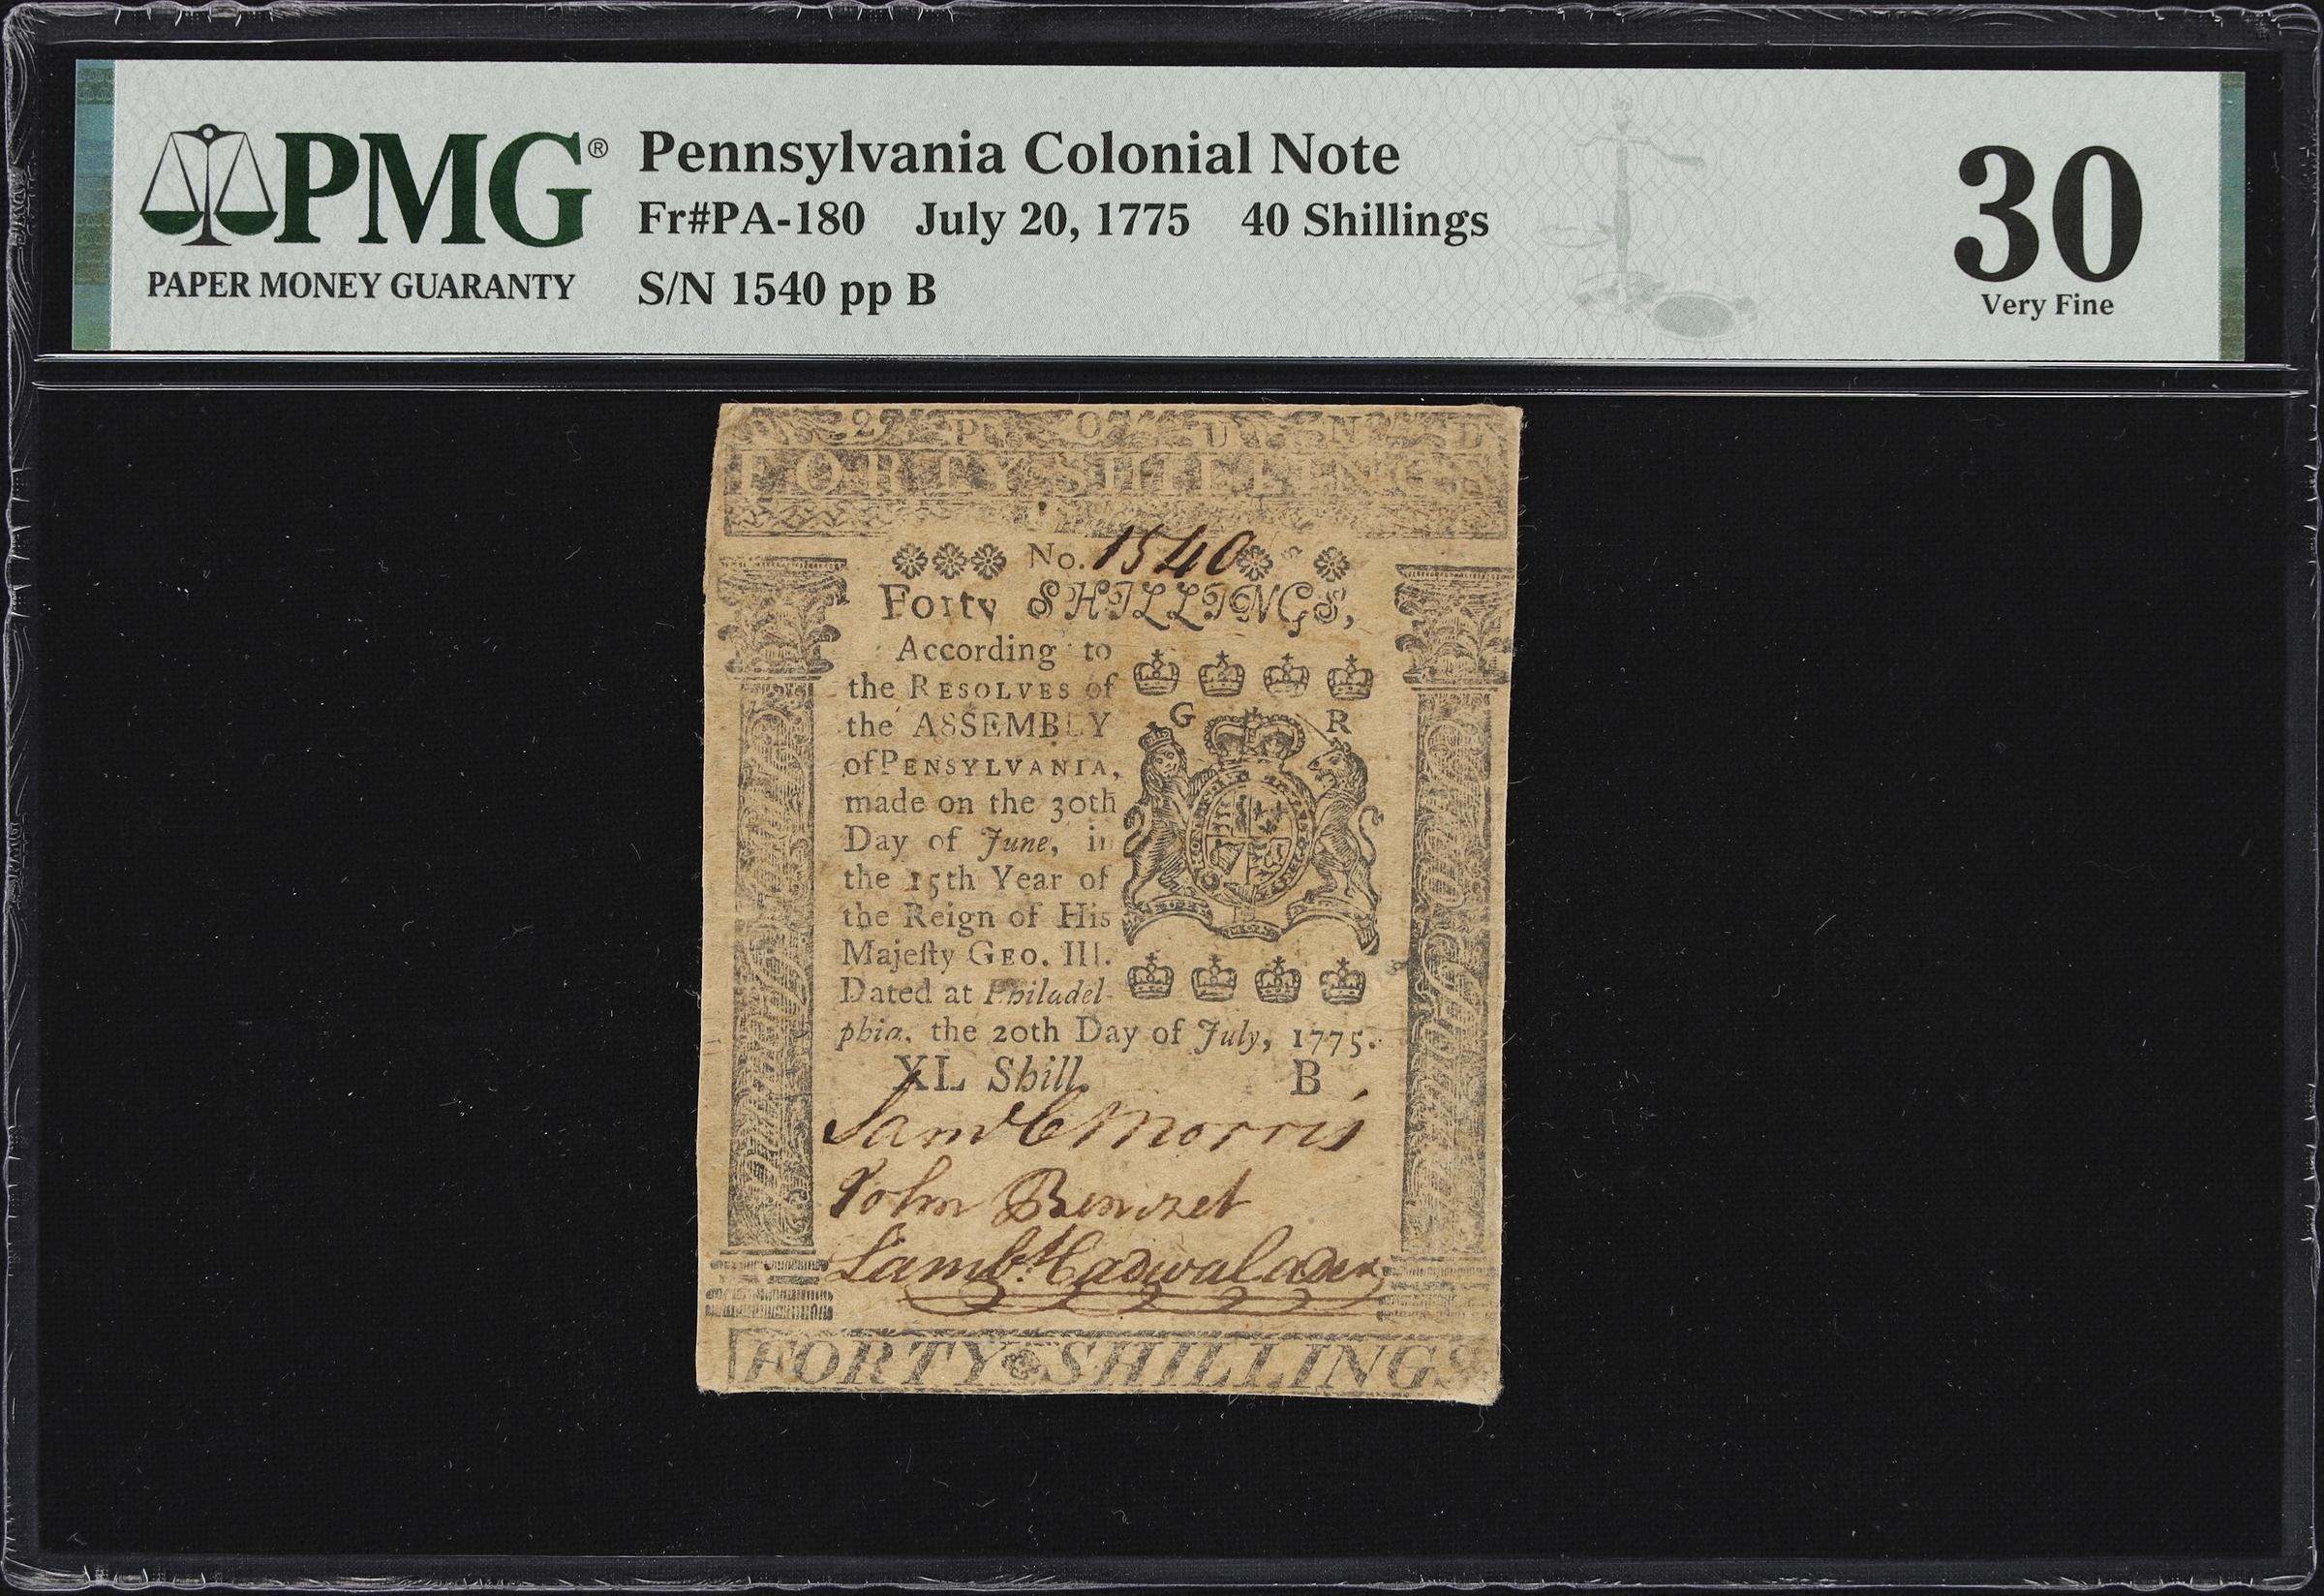 PMG®
PAPER MONEY GUARANTY
Pennsylvania Colonial Note
Fr#PA-180 July 20, 1775 40 Shillings
S/N 1540 pp B
30
Very Fine
2 P O U N D
FORTY SHILLINGS
No. 1540
Forty SHILLINGS,
According to
the RESOLVES of
the ASSEMBLY
of PENSYLVANIA,
made on the 30th
Day of June, in
the 15th Year of
the Reign of His
Majeſty GEO. III.
Dated at Philadel-
phia, the 20th Day of July, 1775.
G R
XL Shill. B
Saml Morris
John Benezet
Lambt Cadwalader
FORTY SHILLINGS